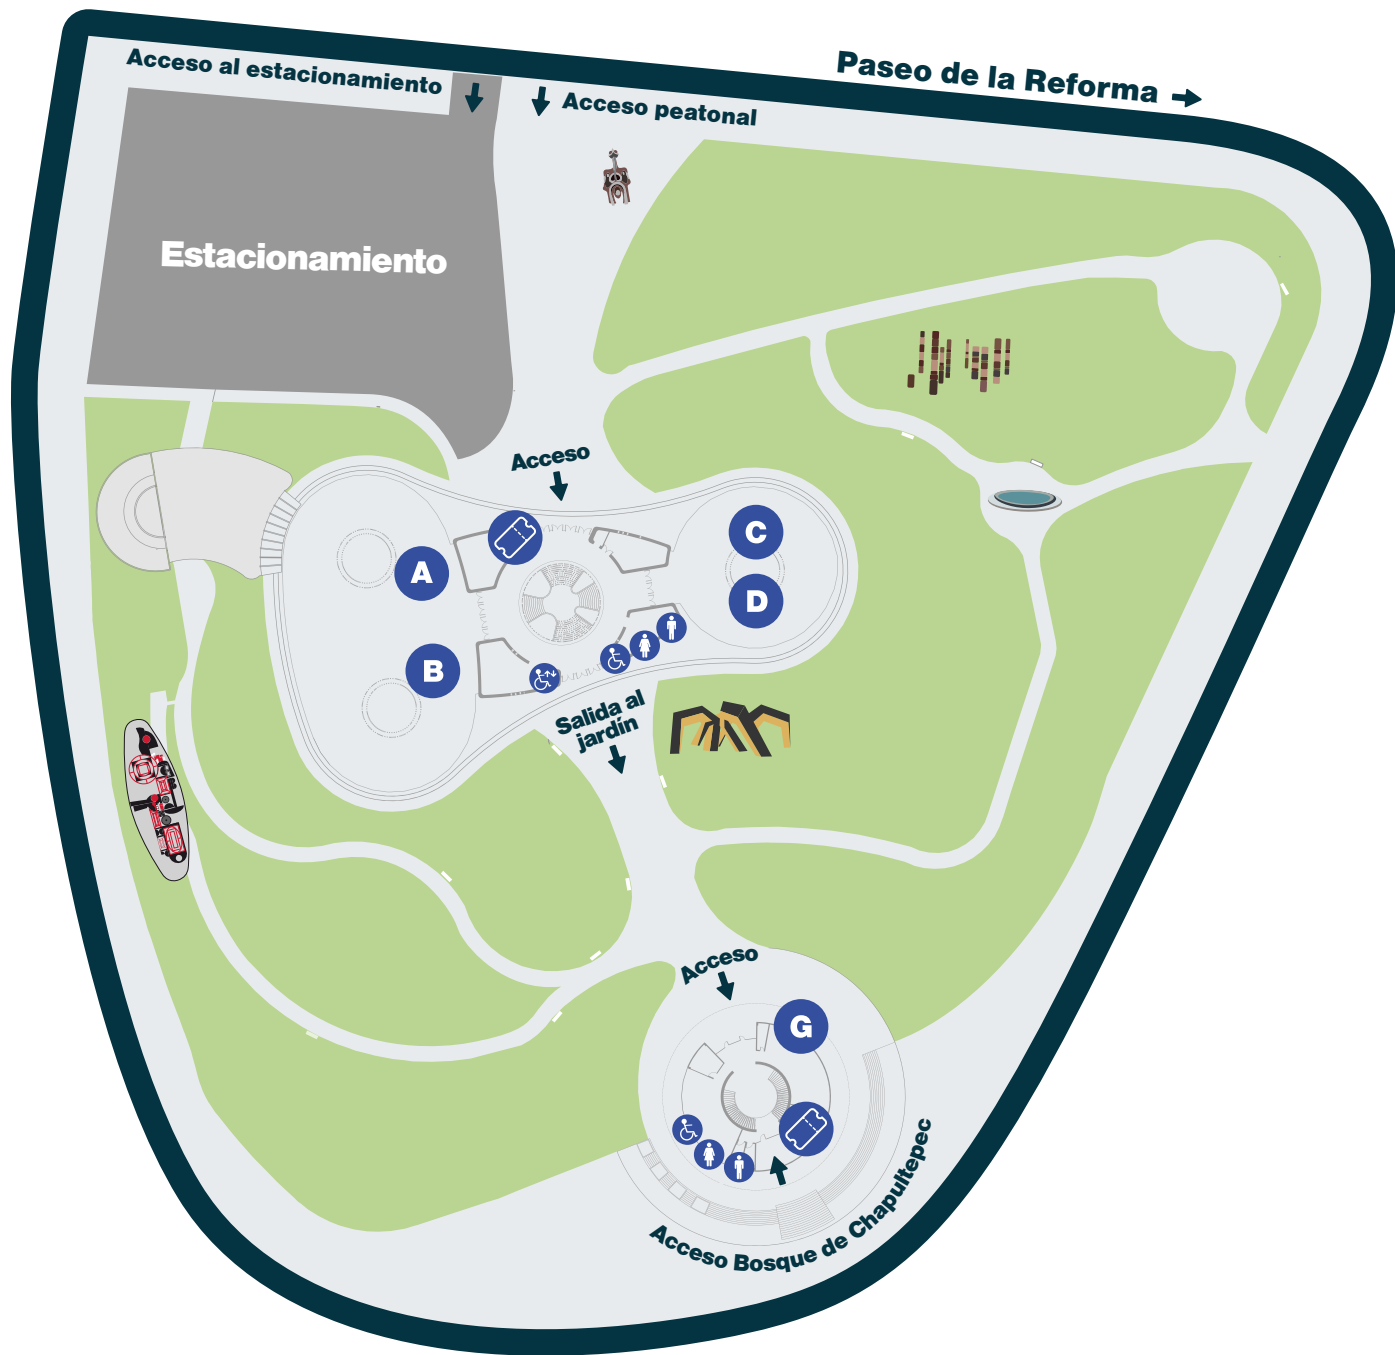 Paseo de la Reforma
Acceso al estacionamiento
Acceso peatonal
Estacionamiento
Acceso
C
A
D
B
Salida al
jardín
Acceso
G
Acceso Bosque de Chapultepec